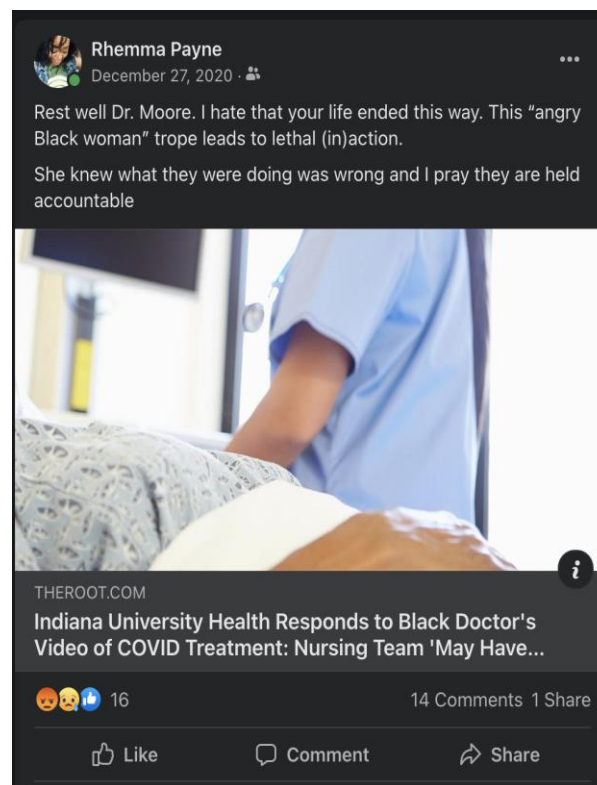 Rhemma Payne
December 27, 2020 ·
Rest well Dr. Moore. I hate that your life ended this way. This “angry
Black woman” trope leads to lethal (in)action.
She knew what they were doing was wrong and I pray they are held
accountable
THEROOT.COM
Indiana University Health Responds to Black Doctor's
Video of COVID Treatment: Nursing Team 'May Have...
16 14 Comments 1 Share
Like Comment Share